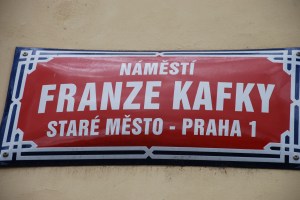 NÁMĚSTÍ
FRANZE KAFKY
STARÉ MĚSTO - PRAHA 1